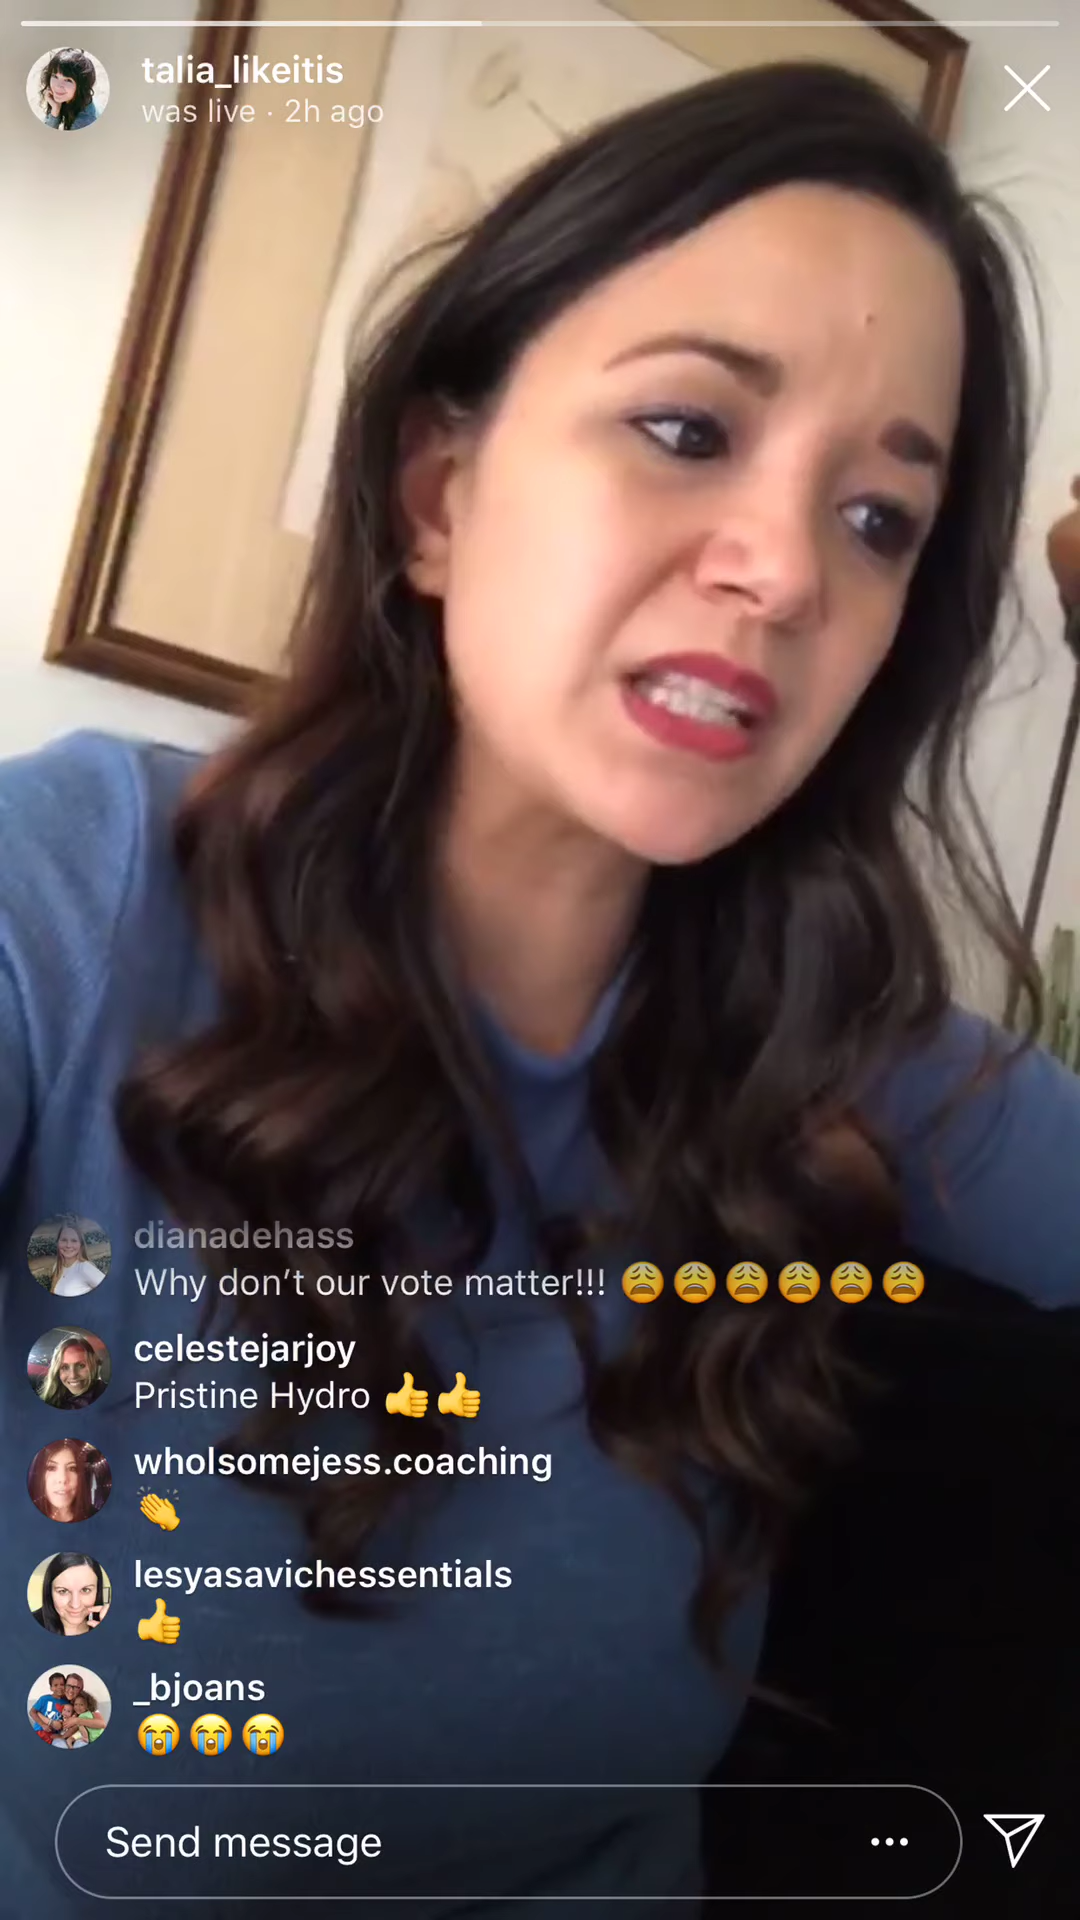 talia_likeitis
was live · 2h ago
dianadehass
Why don’t our vote matter!!! 😩😩😩😩😩😩
celestejarjoy
Pristine Hydro 👍👍
wholsomejess.coaching
👏
lesyasavichessentials
👍
_bjoans
😭😭😭
Send message